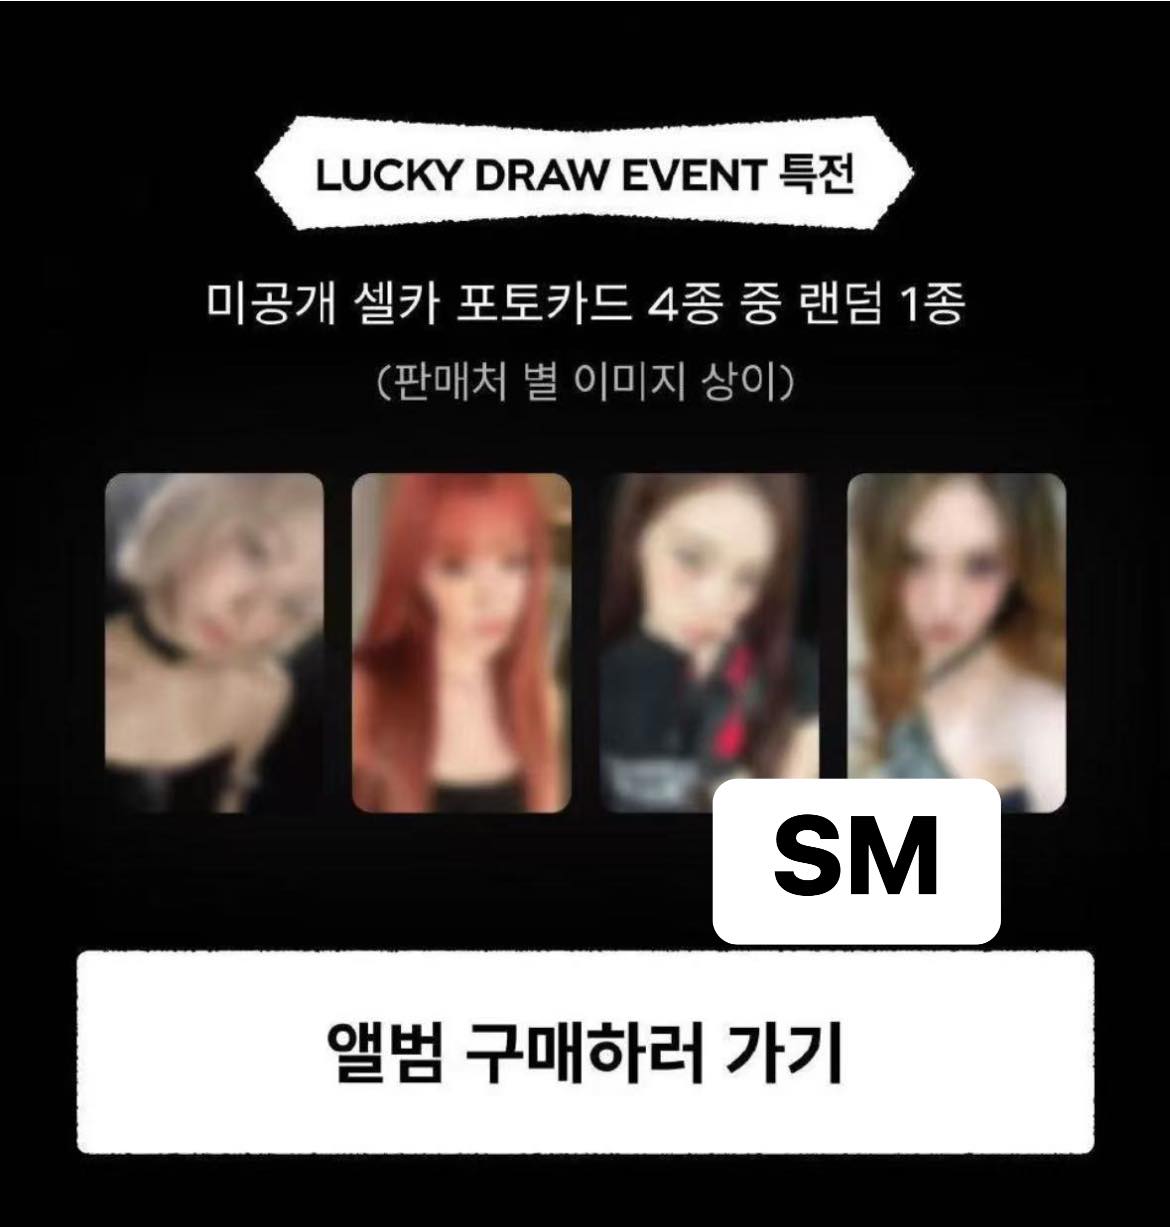 LUCKY DRAW EVENT 특전
미공개 셀카 포토카드 4종 중 랜덤 1종
(판매처 별 이미지 상이)
SM
앨범 구매하러 가기